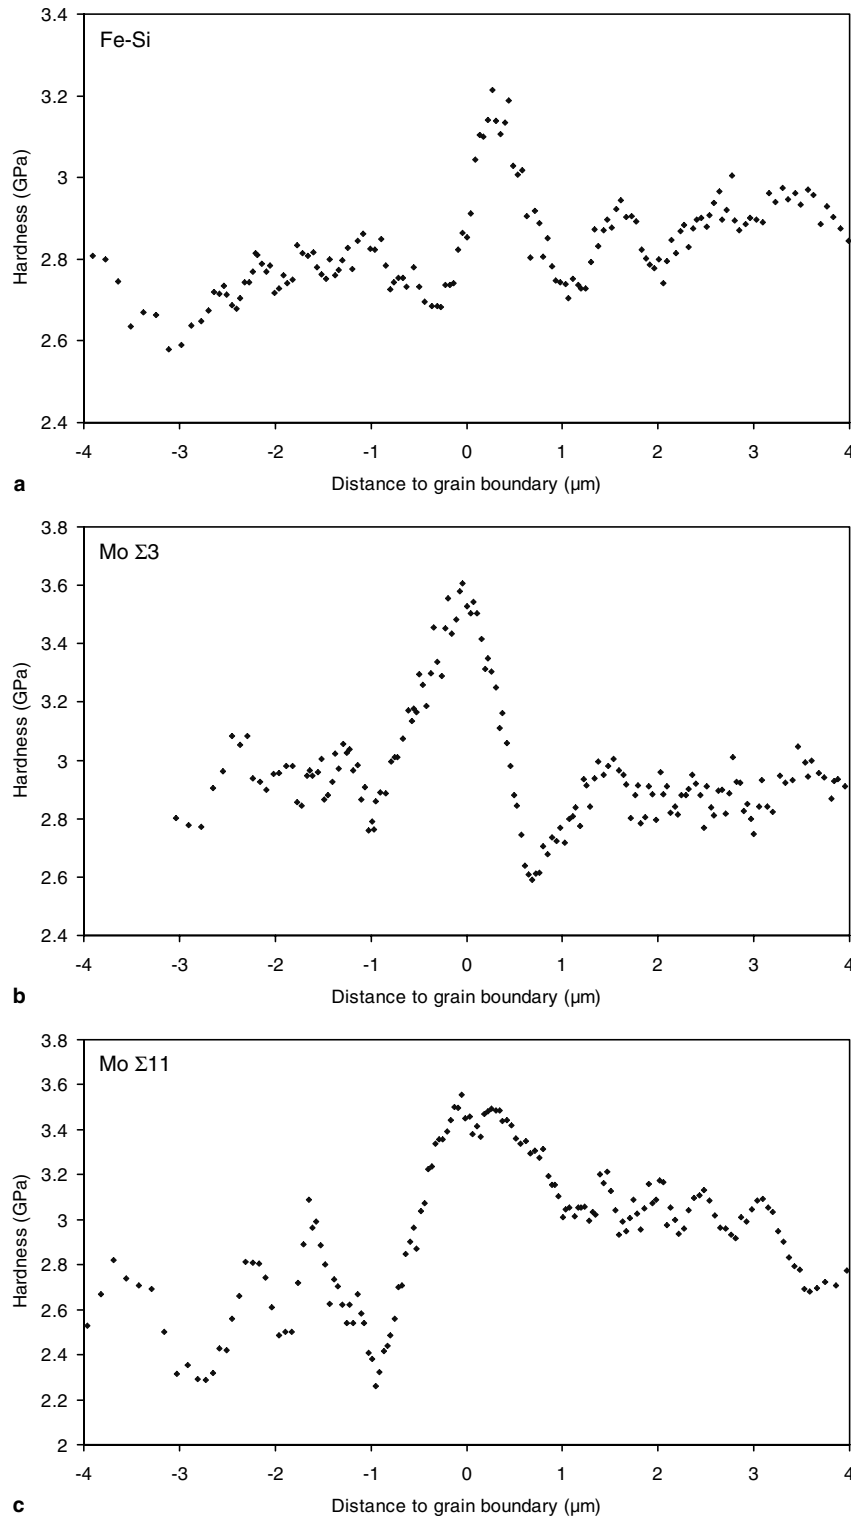 3.4
Fe-Si
3.2
3
2.8
2.6
2.4
Hardness (GPa)
-4 -3 -2 -1 0 1 2 3 4
a Distance to grain boundary (µm)
3.8
Mo Σ3
3.6
3.4
3.2
3
2.8
2.6
2.4
Hardness (GPa)
-4 -3 -2 -1 0 1 2 3 4
b Distance to grain boundary (µm)
3.8
Mo Σ11
3.6
3.4
3.2
3
2.8
2.6
2.4
2.2
2
Hardness (GPa)
-4 -3 -2 -1 0 1 2 3 4
c Distance to grain boundary (µm)